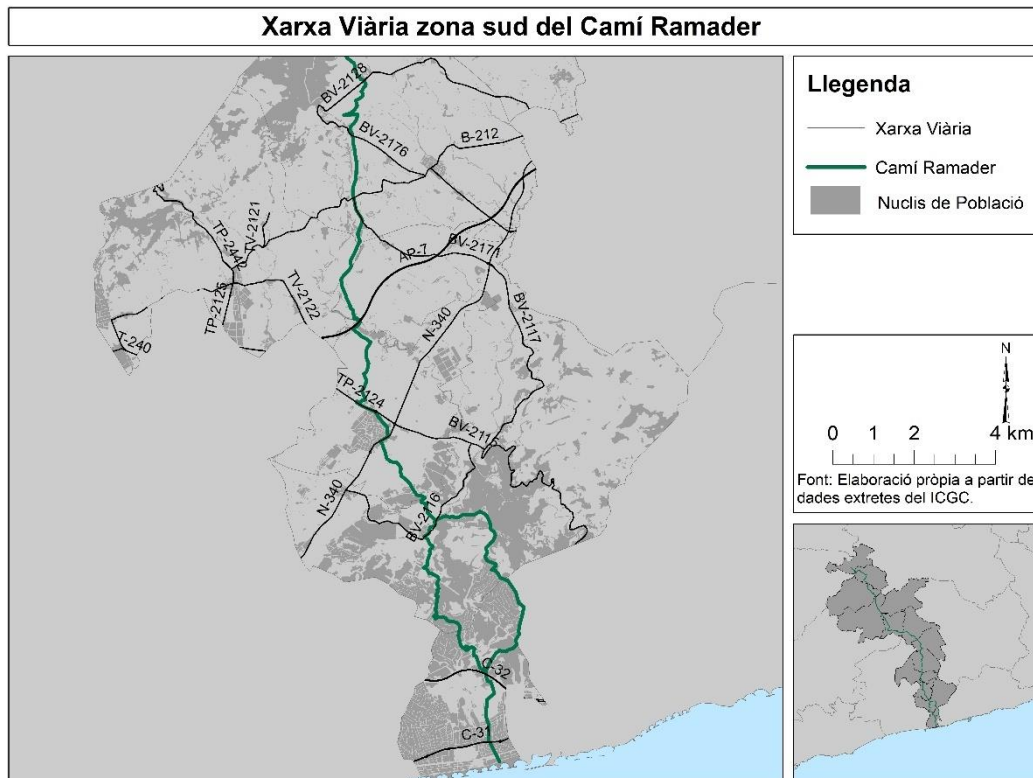 Xarxa Viària zona sud del Camí Ramader
BV-2128
BV-2176
B-212
TP-2442
TV-2121
AP-7
BV-2171
TP-2125
TV-2122
T-240
N-340
BV-2117
TP-2124
BV-2115
N-340
BV-2116
C-32
C-31
Llegenda
Xarxa Viària
Camí Ramader
Nuclis de Població
N
0 1 2 4 km
Font: Elaboració pròpia a partir de
dades extretes del ICGC.